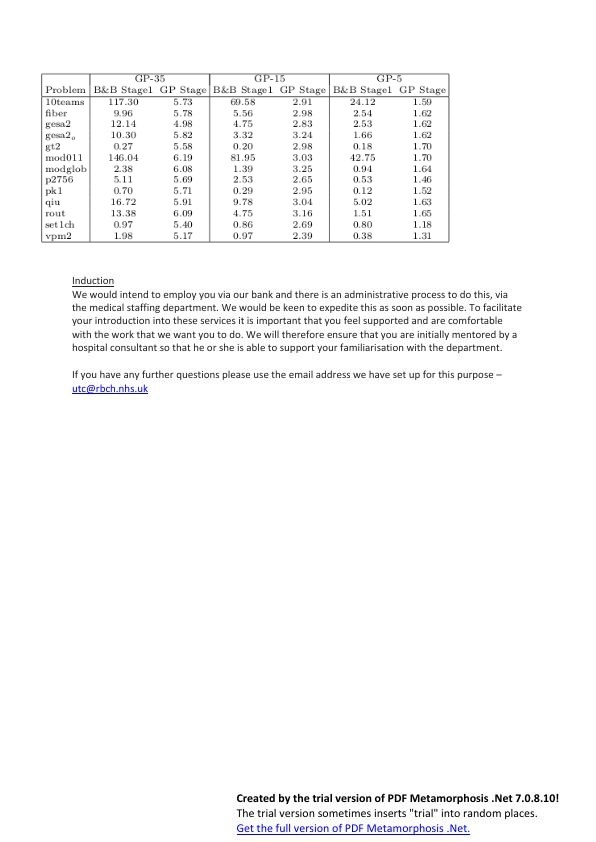 GP-35 GP-15 GP-5
Problem B&B Stage1 GP Stage B&B Stage1 GP Stage B&B Stage1 GP Stage
10teams 117.30 5.73 69.58 2.91 24.12 1.59
fiber 9.96 5.78 5.56 2.98 2.54 1.62
gesa2 12.14 4.98 4.75 2.83 2.53 1.62
gesa2o 10.30 5.82 3.32 3.24 1.66 1.62
gt2 0.27 5.58 0.20 2.98 0.18 1.70
mod011 146.04 6.19 81.95 3.03 42.75 1.70
modglob 2.38 6.08 1.39 3.25 0.94 1.64
p2756 5.11 5.69 2.53 2.65 0.53 1.46
pk1 0.70 5.71 0.29 2.95 0.12 1.52
qiu 16.72 5.91 9.78 3.04 5.02 1.63
rout 13.38 6.09 4.75 3.16 1.51 1.65
set1ch 0.97 5.40 0.86 2.69 0.80 1.18
vpm2 1.98 5.17 0.97 2.39 0.38 1.31
Induction
We would intend to employ you via our bank and there is an administrative process to do this, via
the medical staffing department. We would be keen to expedite this as soon as possible. To facilitate
your introduction into these services it is important that you feel supported and are comfortable
with the work that we want you to do. We will therefore ensure that you are initially mentored by a
hospital consultant so that he or she is able to support your familiarisation with the department.
If you have any further questions please use the email address we have set up for this purpose –
utc@rbch.nhs.uk
Created by the trial version of PDF Metamorphosis .Net 7.0.8.10!
The trial version sometimes inserts "trial" into random places.
Get the full version of PDF Metamorphosis .Net.